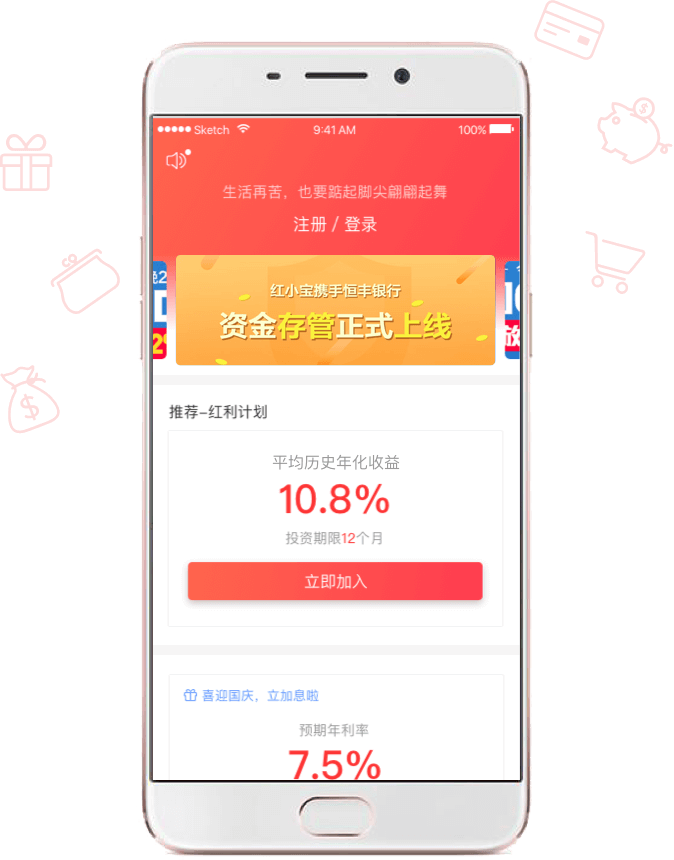 Sketch 9:41 AM 100%
生活再苦，也要踮起脚尖翩翩起舞
注册 / 登录
红小宝携手恒丰银行
资金存管正式上线
推荐-红利计划
平均历史年化收益
10.8%
投资期限12个月
立即加入
喜迎国庆，立加息啦
预期年利率
7.5%